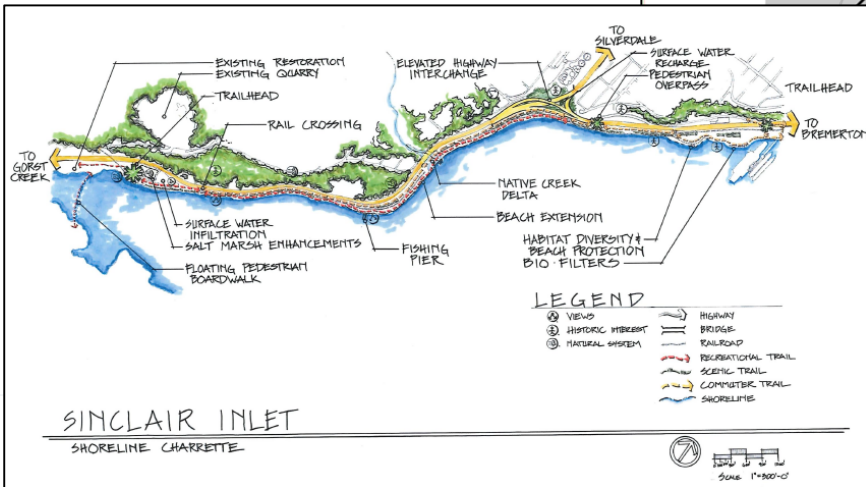 TO
SILVERDALE
EXISTING RESTORATION
EXISTING QUARRY
TRAILHEAD
RAIL CROSSING
ELEVATED HIGHWAY
INTERCHANGE
SURFACE WATER
RECHARGE
PEDESTRIAN
OVERPASS
TRAILHEAD
TO
BREMERTON
TO
GORST
CREEK
SURFACE WATER
INFILTRATION
SALT MARSH ENHANCEMENTS
FLOATING PEDESTRIAN
BOARDWALK
FISHING
PIER
NATIVE CREEK
DELTA
BEACH EXTENSION
HABITAT DIVERSITY &
BEACH PROTECTION
BIO-FILTERS
LEGEND
VIEWS
HISTORIC INTEREST
NATURAL SYSTEM
HIGHWAY
BRIDGE
RAILROAD
RECREATIONAL TRAIL
SCENIC TRAIL
COMMUTER TRAIL
SHORELINE
SINCLAIR INLET
SHORELINE CHARRETTE
SCALE 1"=300'-0"